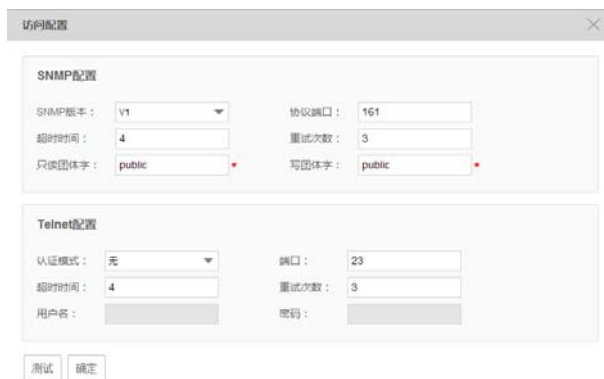 访问配置
SNMP配置
SNMP版本： V1 协议端口： 161
超时时间： 4 重试次数： 3
只读团体字： public * 写团体字： public *
Telnet配置
认证模式： 无 端口： 23
超时时间： 4 重试次数： 3
用户名： 密码：
测试 确定